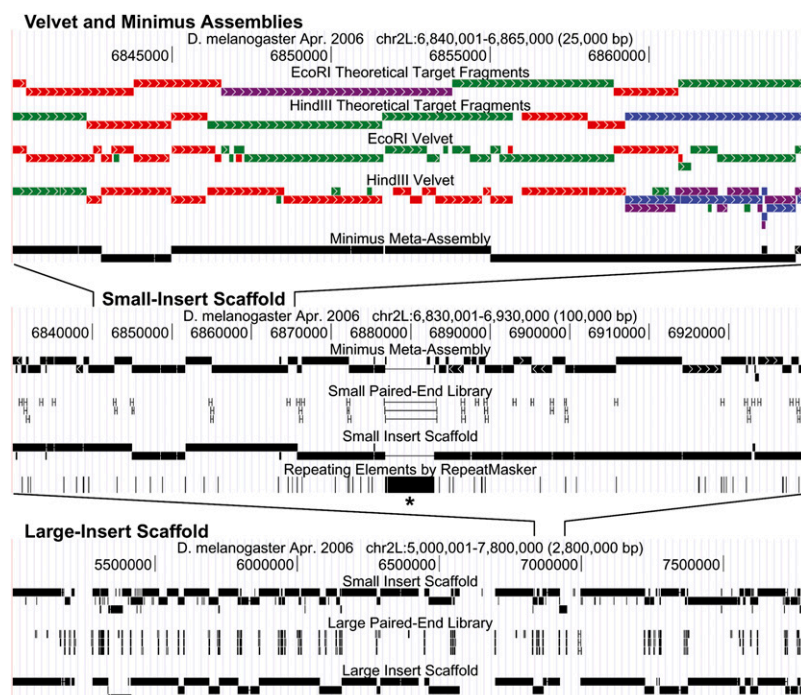 Velvet and Minimus Assemblies
D. melanogaster Apr. 2006 chr2L:6,840,001-6,865,000 (25,000 bp)
6845000 6850000 6855000 6860000
EcoRI Theoretical Target Fragments
HindIII Theoretical Target Fragments
EcoRI Velvet
HindIII Velvet
Minimus Meta-Assembly
Small-Insert Scaffold
D. melanogaster Apr. 2006 chr2L:6,830,001-6,930,000 (100,000 bp)
6840000 6850000 6860000 6870000 6880000 6890000 6900000 6910000 6920000
Minimus Meta-Assembly
Small Paired-End Library
Small Insert Scaffold
Repeating Elements by RepeatMasker
*
Large-Insert Scaffold
D. melanogaster Apr. 2006 chr2L:5,000,001-7,800,000 (2,800,000 bp)
5500000 6000000 6500000 7000000 7500000
Small Insert Scaffold
Large Paired-End Library
Large Insert Scaffold